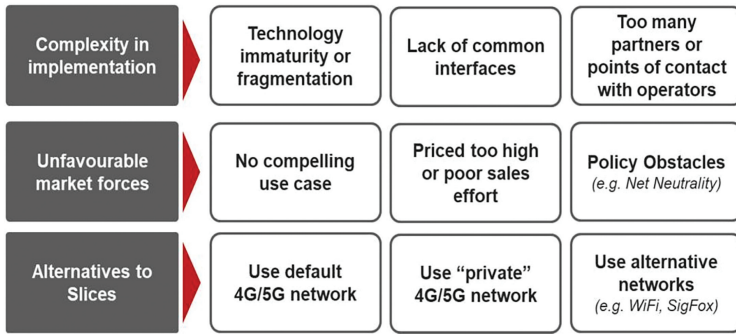 Complexity in
implementation
Technology
immaturity or
fragmentation
Lack of common
interfaces
Too many
partners or
points of contact
with operators
Unfavourable
market forces
No compelling
use case
Priced too high
or poor sales
effort
Policy Obstacles
(e.g. Net Neutrality)
Alternatives to
Slices
Use default
4G/5G network
Use “private”
4G/5G network
Use alternative
networks
(e.g. WiFi, SigFox)